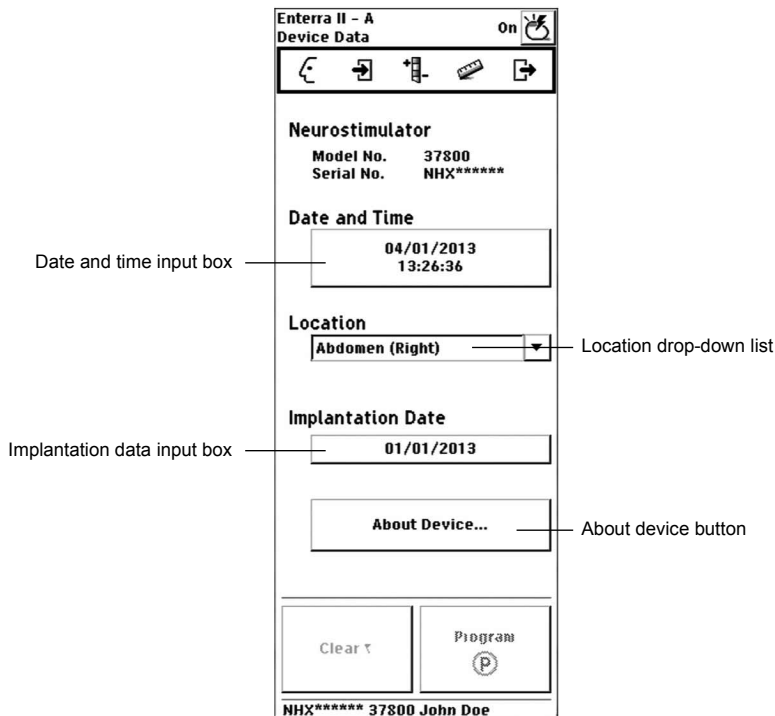 Enterra II – A
Device Data
On
Neurostimulator
Model No. 37800
Serial No. NHX******
Date and Time
04/01/2013
13:26:36
Date and time input box
Location
Abdomen (Right)
Location drop-down list
Implantation Date
01/01/2013
Implantation data input box
About Device...
About device button
Clear
Program
P
NHX****** 37800 John Doe